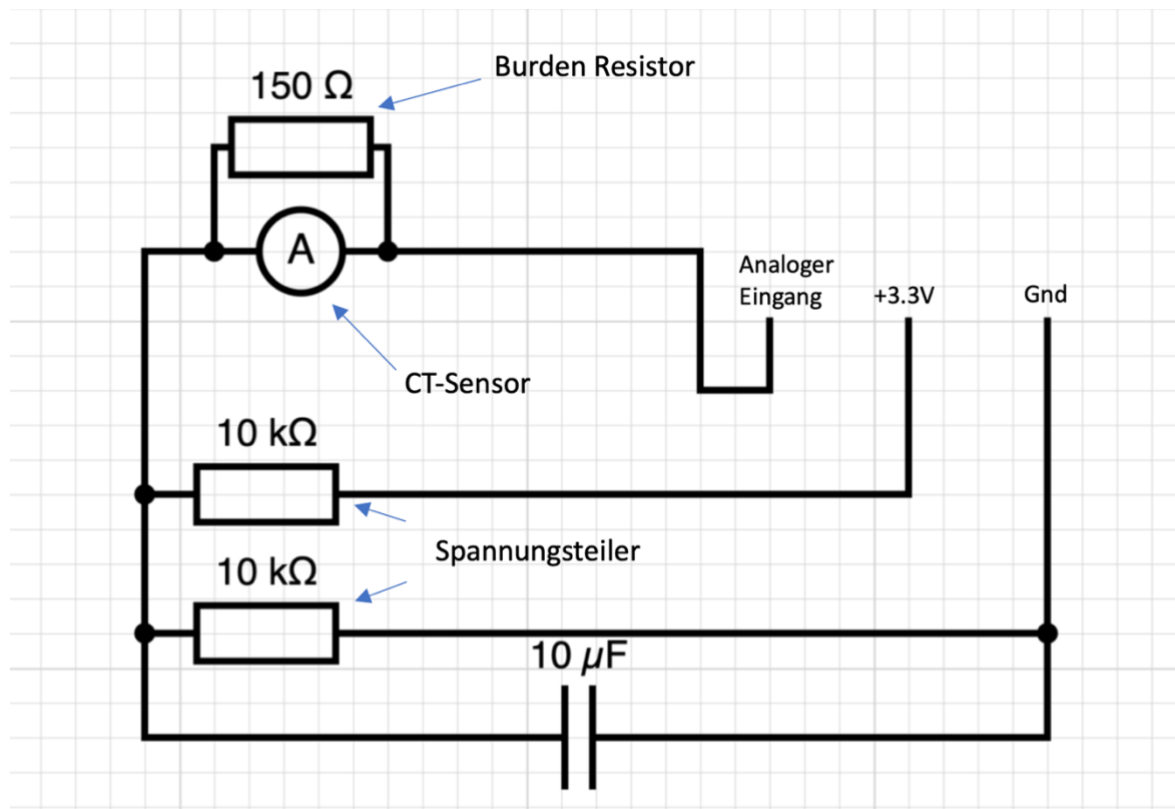 Burden Resistor
150 Ω
A
Analoger
Eingang
+3.3V
Gnd
CT-Sensor
10 kΩ
Spannungsteiler
10 kΩ
10 µF